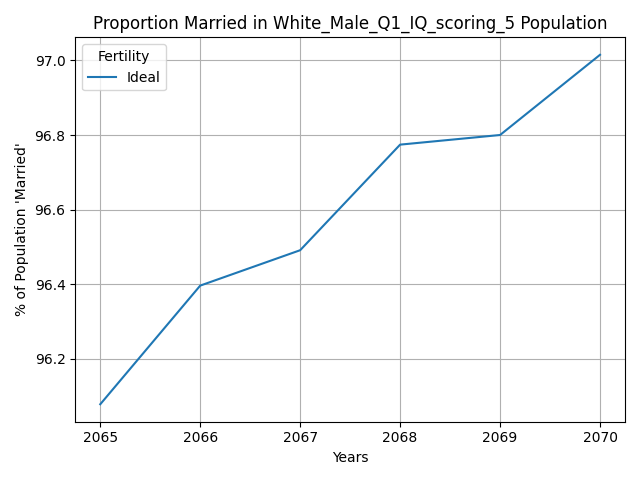 Proportion Married in White_Male_Q1_IQ_scoring_5 Population
Fertility
Ideal
% of Population 'Married'
97.0
96.8
96.6
96.4
96.2
2065 2066 2067 2068 2069 2070
Years